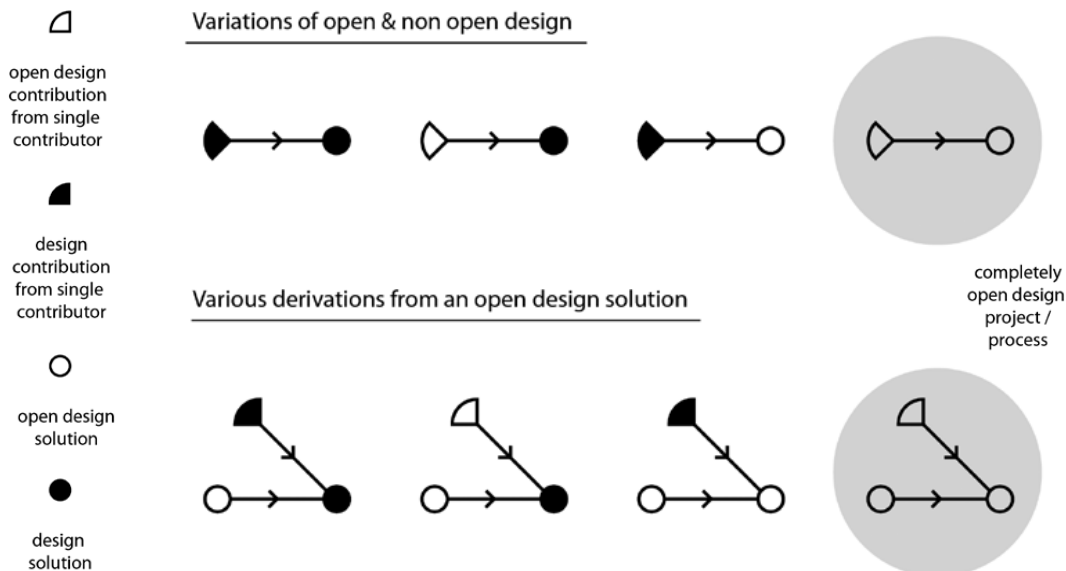 Variations of open & non open design
open design
contribution
from single
contributor
design
contribution
from single
contributor
open design
solution
design
solution
Various derivations from an open design solution
completely
open design
project /
process